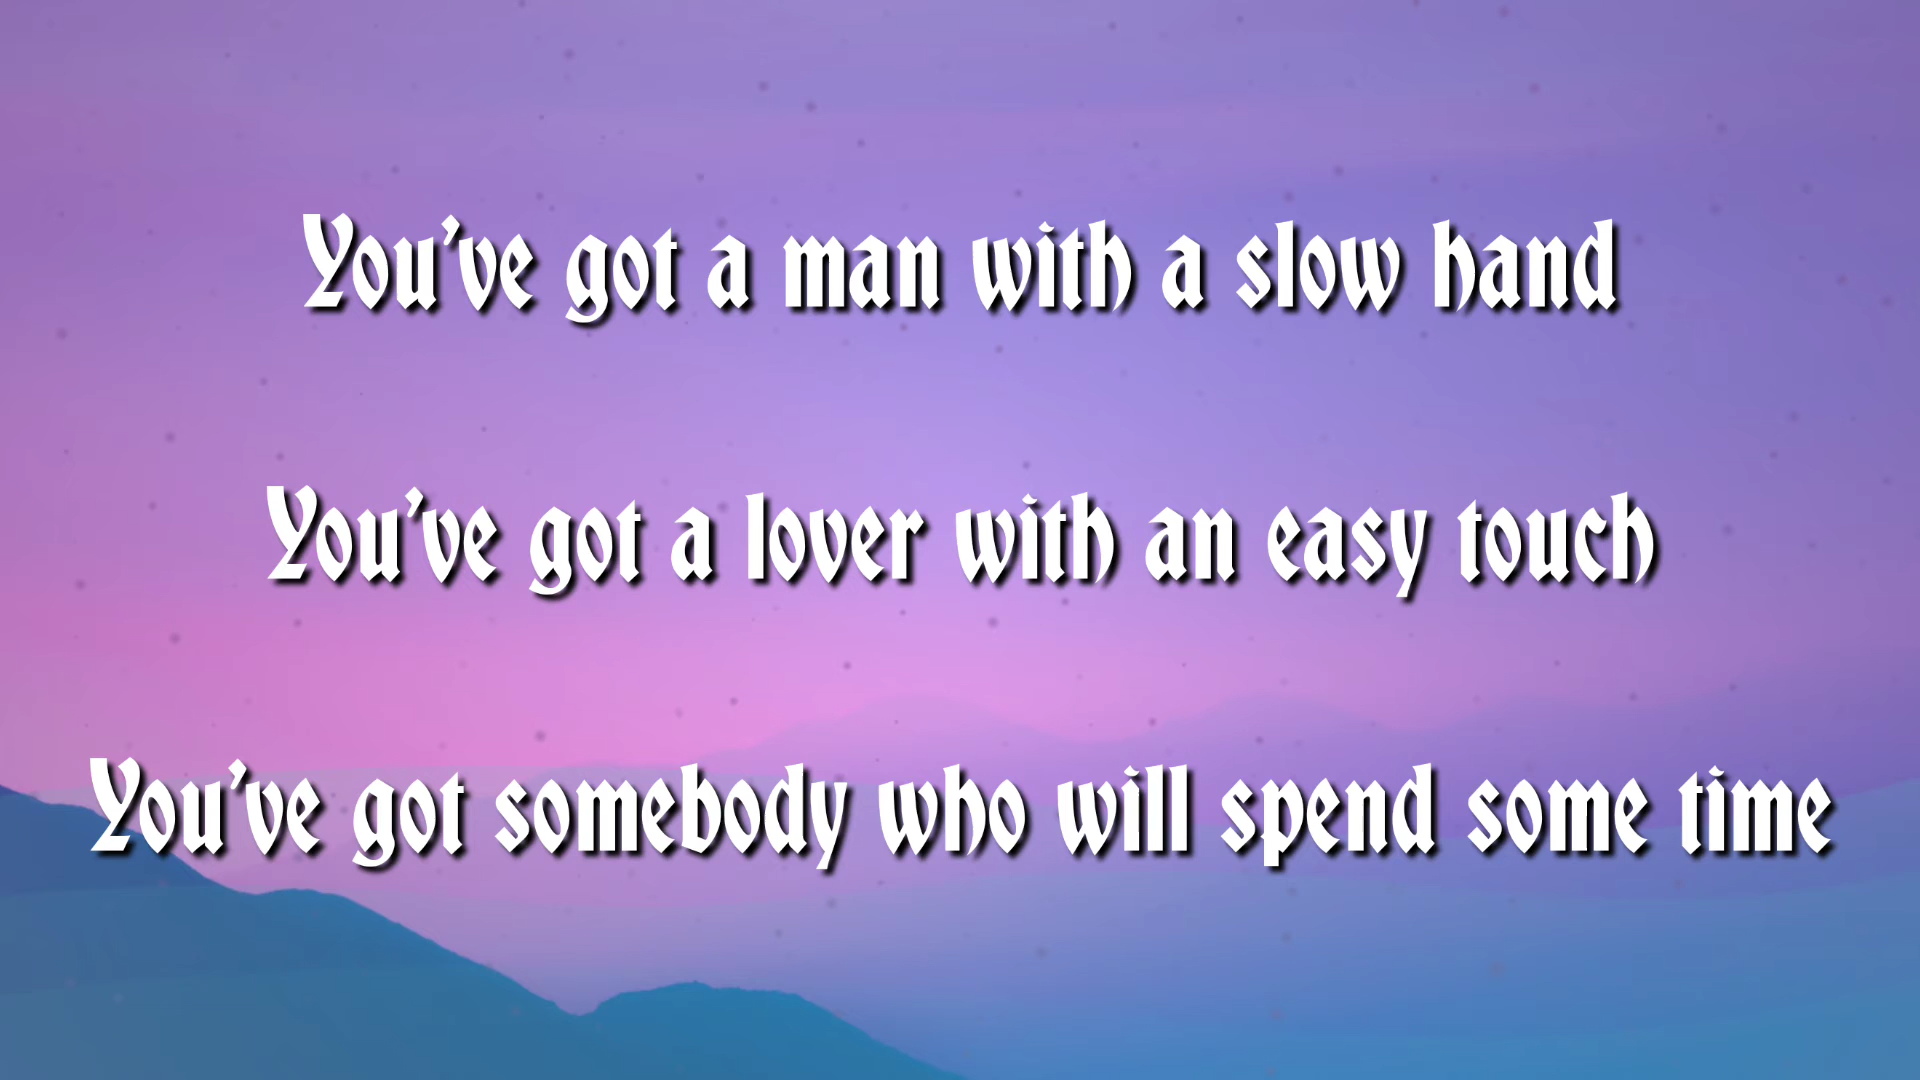 You've got a man with a slow hand
You've got a lover with an easy touch
You've got somebody who will spend some time